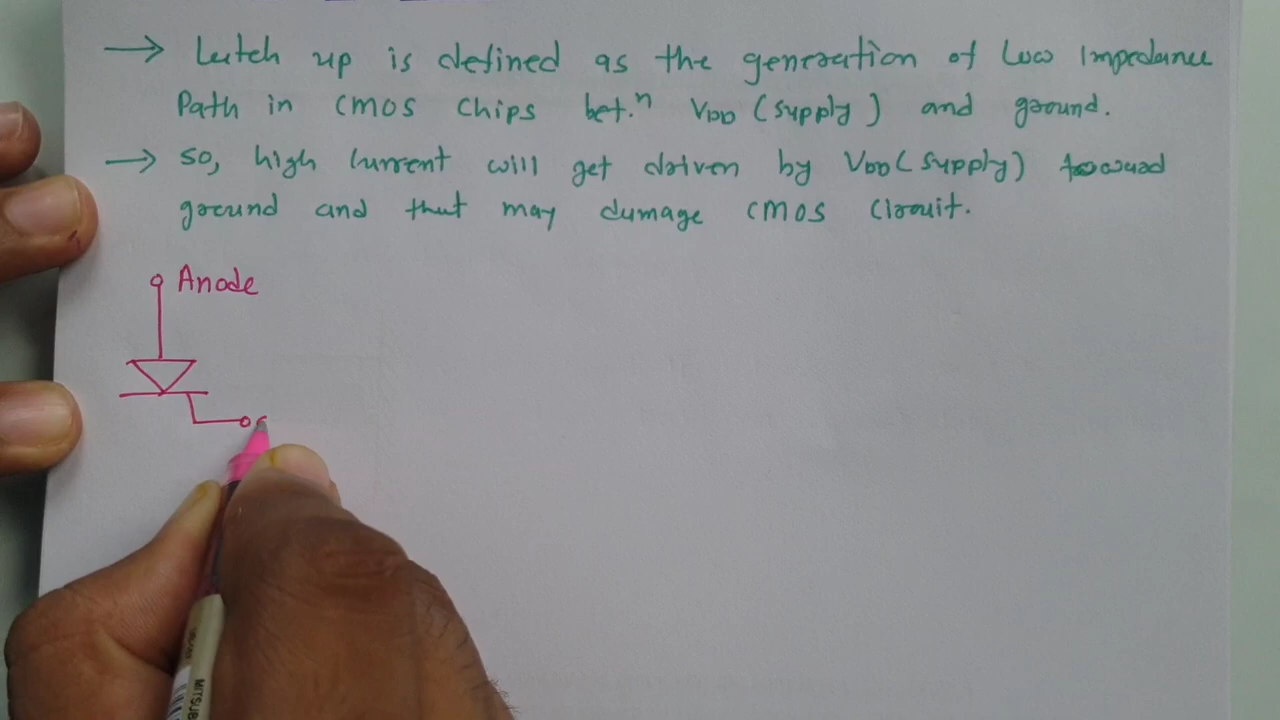 → Latch up is defined as the generation of Low Impedance
Path in CMOS Chips bet.n VDD (supply) and ground.
→ so, high current will get driven by VDD (supply) toward
ground and that may damage CMOS Circuit.
Anode
MITSUB